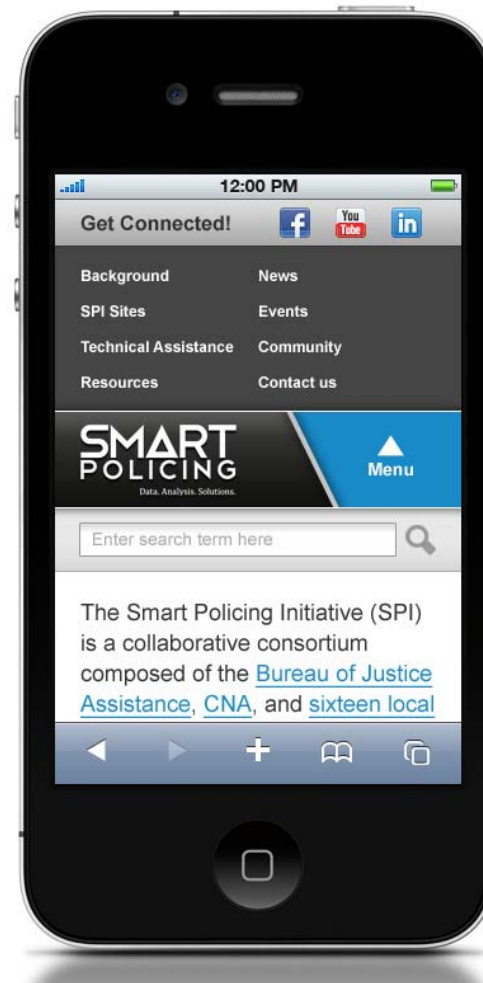 12:00 PM
Get Connected!
f
You
Tube
in
Background
News
SPI Sites
Events
Technical Assistance
Community
Resources
Contact us
SMART
POLICING
Data. Analysis. Solutions.
Menu
Enter search term here
The Smart Policing Initiative (SPI)
is a collaborative consortium
composed of the Bureau of Justice
Assistance, CNA, and sixteen local